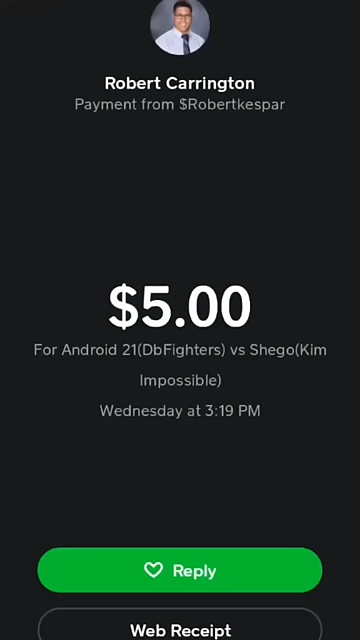 Robert Carrington
Payment from $Robertkespar
$5.00
For Android 21(DbFighters) vs Shego(Kim
Impossible)
Wednesday at 3:19 PM
Reply
Web Receipt